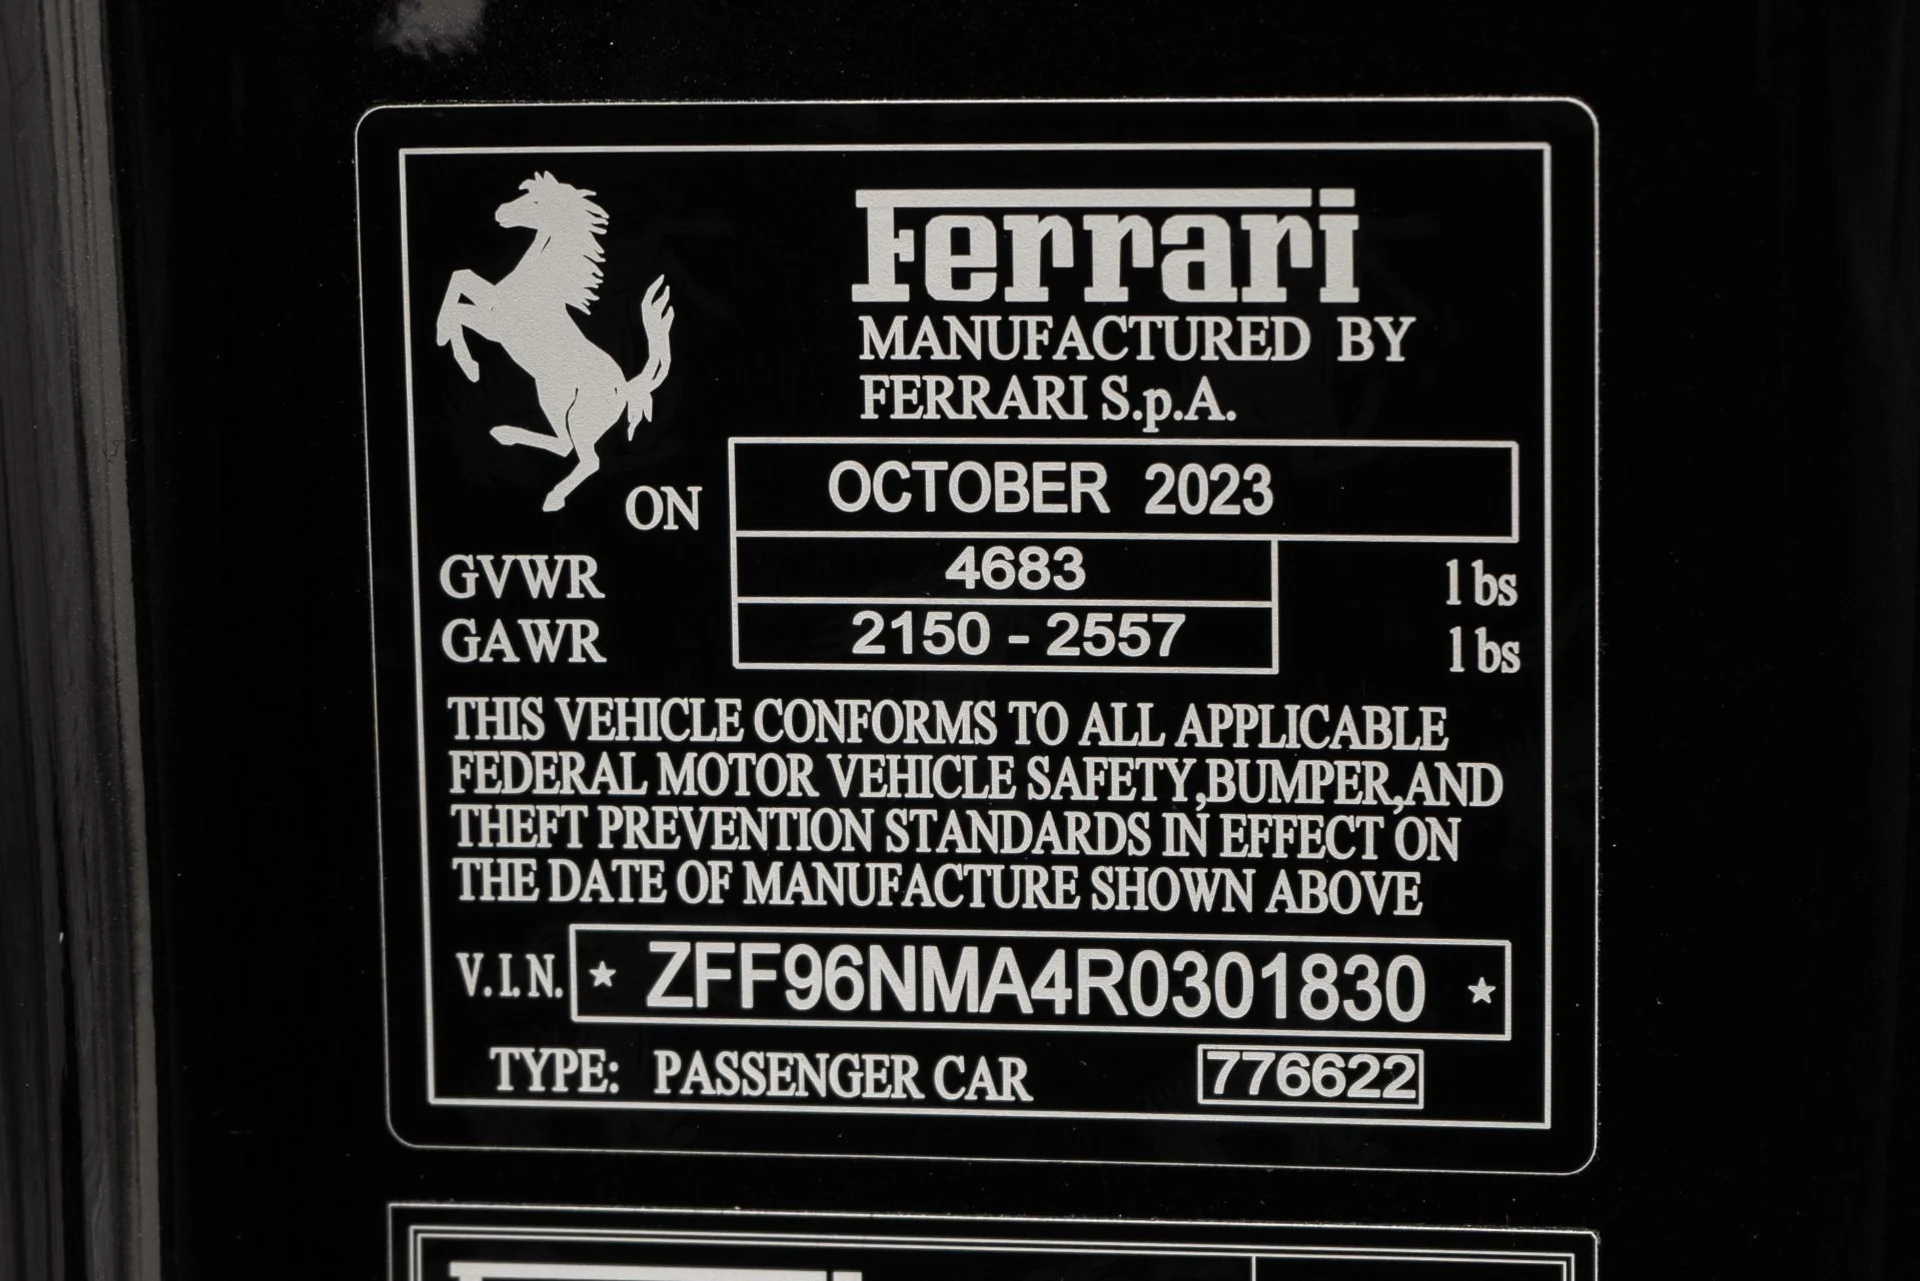 Ferrari
MANUFACTURED BY
FERRARI S.p.A.
ON OCTOBER 2023
GVWR 4683 lbs
GAWR 2150 - 2557 lbs
THIS VEHICLE CONFORMS TO ALL APPLICABLE
FEDERAL MOTOR VEHICLE SAFETY,BUMPER,AND
THEFT PREVENTION STANDARDS IN EFFECT ON
THE DATE OF MANUFACTURE SHOWN ABOVE
V.I.N. ★ ZFF96NMA4R0301830 ★
TYPE: PASSENGER CAR 776622